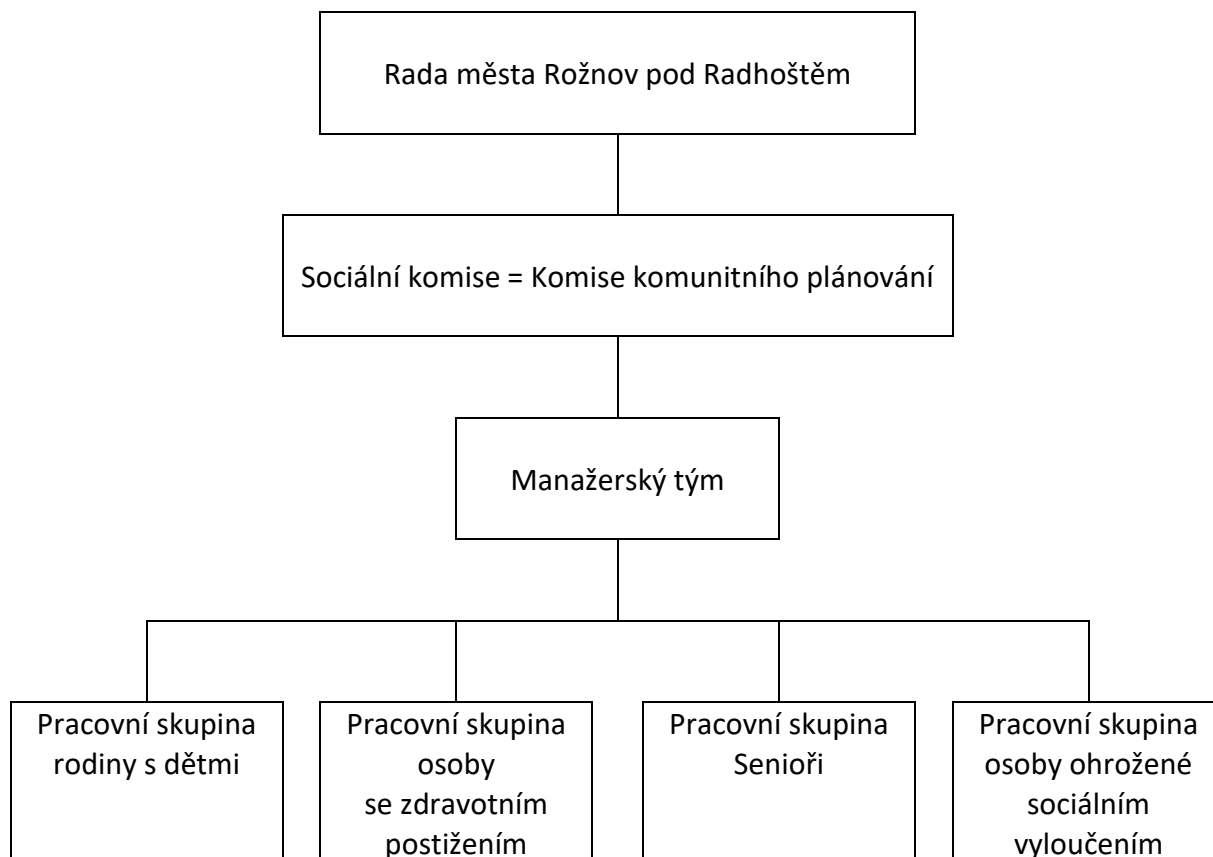 Rada města Rožnov pod Radhoštěm
Sociální komise = Komise komunitního plánování
Manažerský tým
Pracovní skupina
rodiny s dětmi
Pracovní skupina
osoby
se zdravotním
postižením
Pracovní skupina
Senioři
Pracovní skupina
osoby ohrožené
sociálním
vyloučením